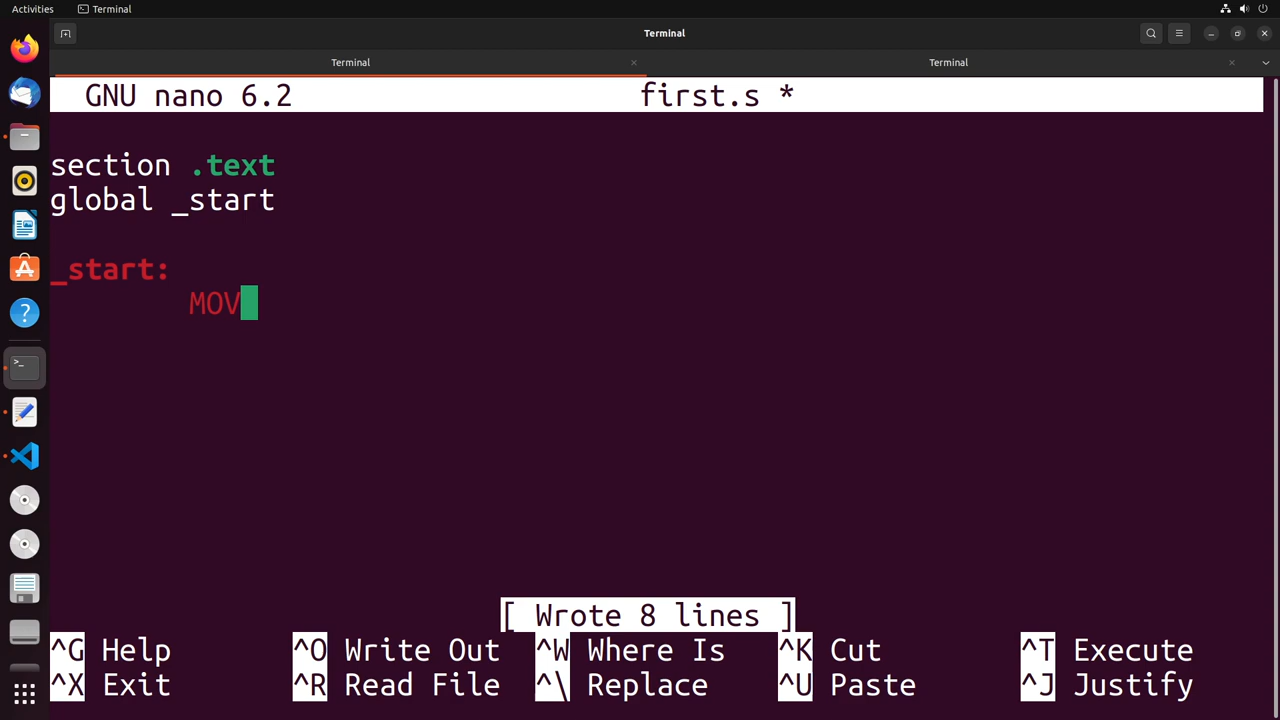 Activities Terminal
Terminal
Terminal Terminal
GNU nano 6.2 first.s *
section .text
global _start
_start:
MOV
[ Wrote 8 lines ]
^G Help ^O Write Out ^W Where Is ^K Cut ^T Execute
^X Exit ^R Read File ^\ Replace ^U Paste ^J Justify